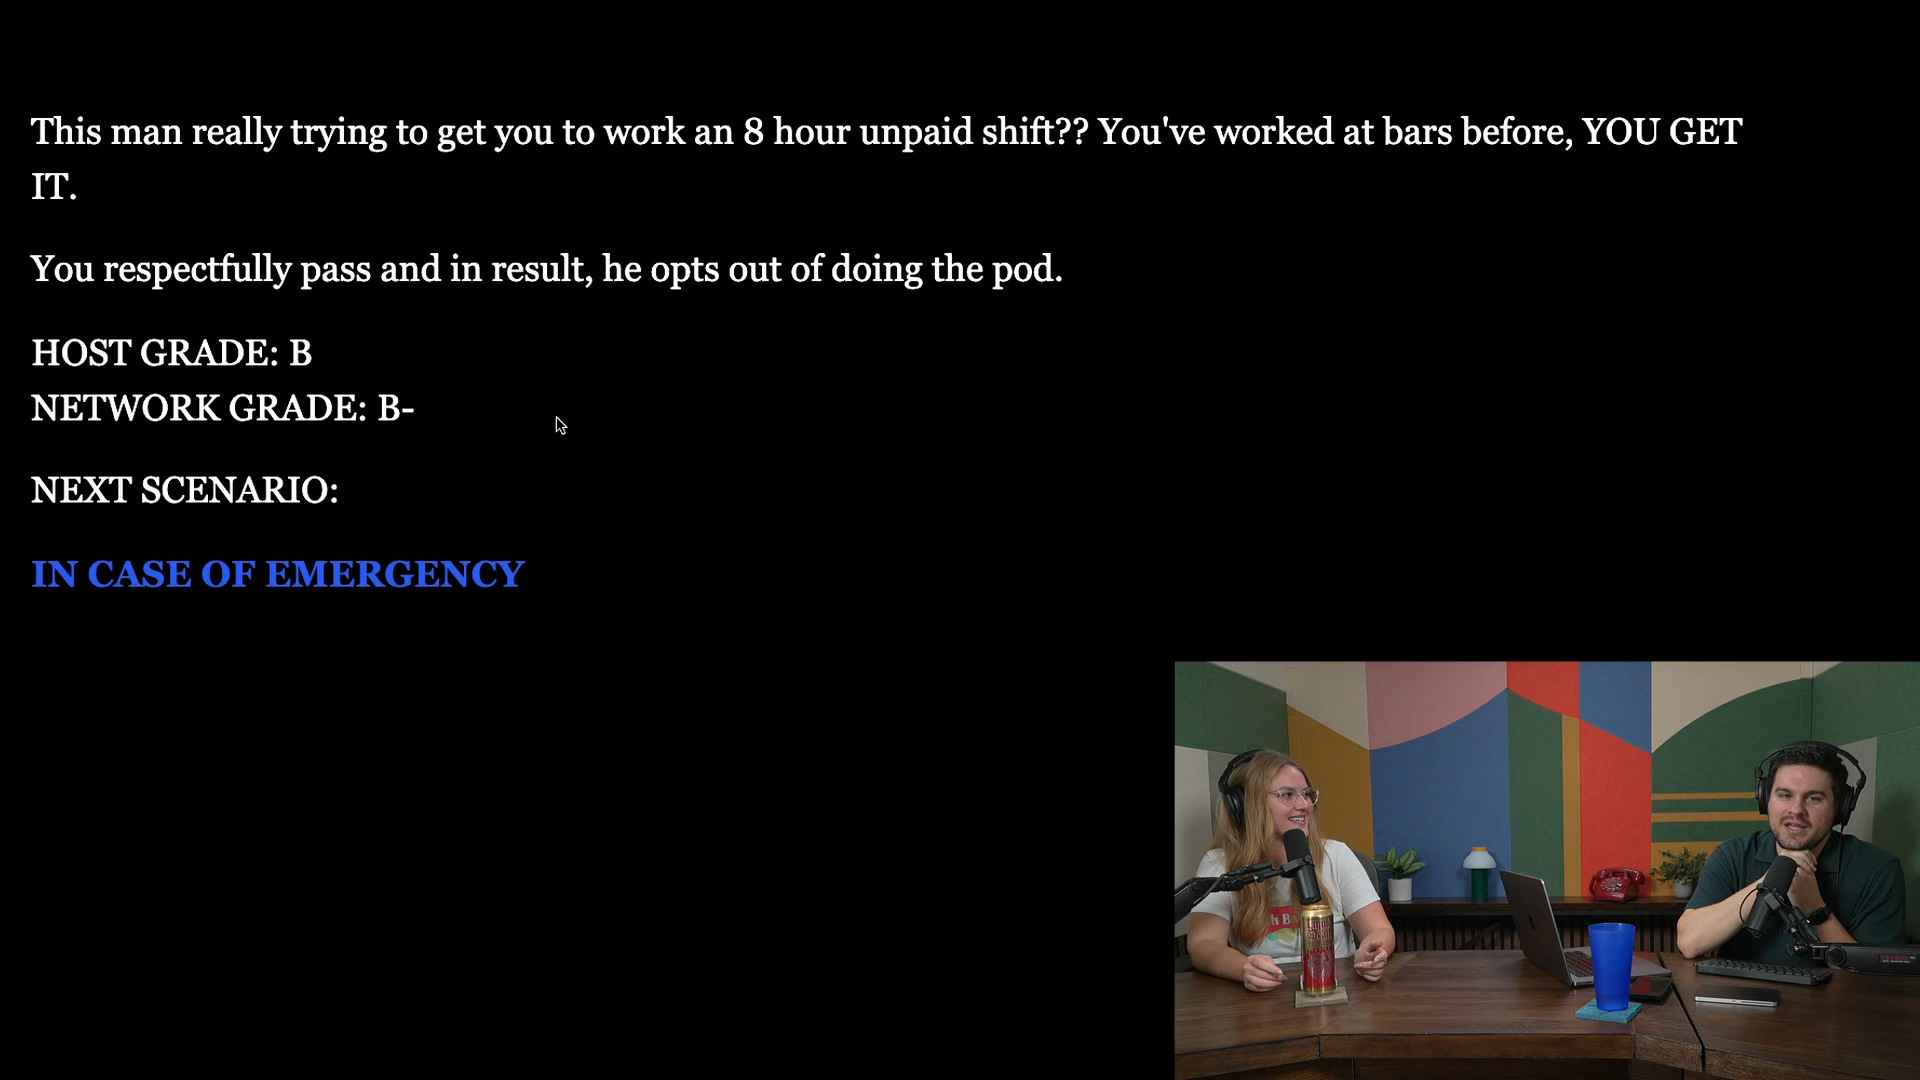 This man really trying to get you to work an 8 hour unpaid shift?? You've worked at bars before, YOU GET
IT.
You respectfully pass and in result, he opts out of doing the pod.
HOST GRADE: B
NETWORK GRADE: B-
NEXT SCENARIO:
IN CASE OF EMERGENCY